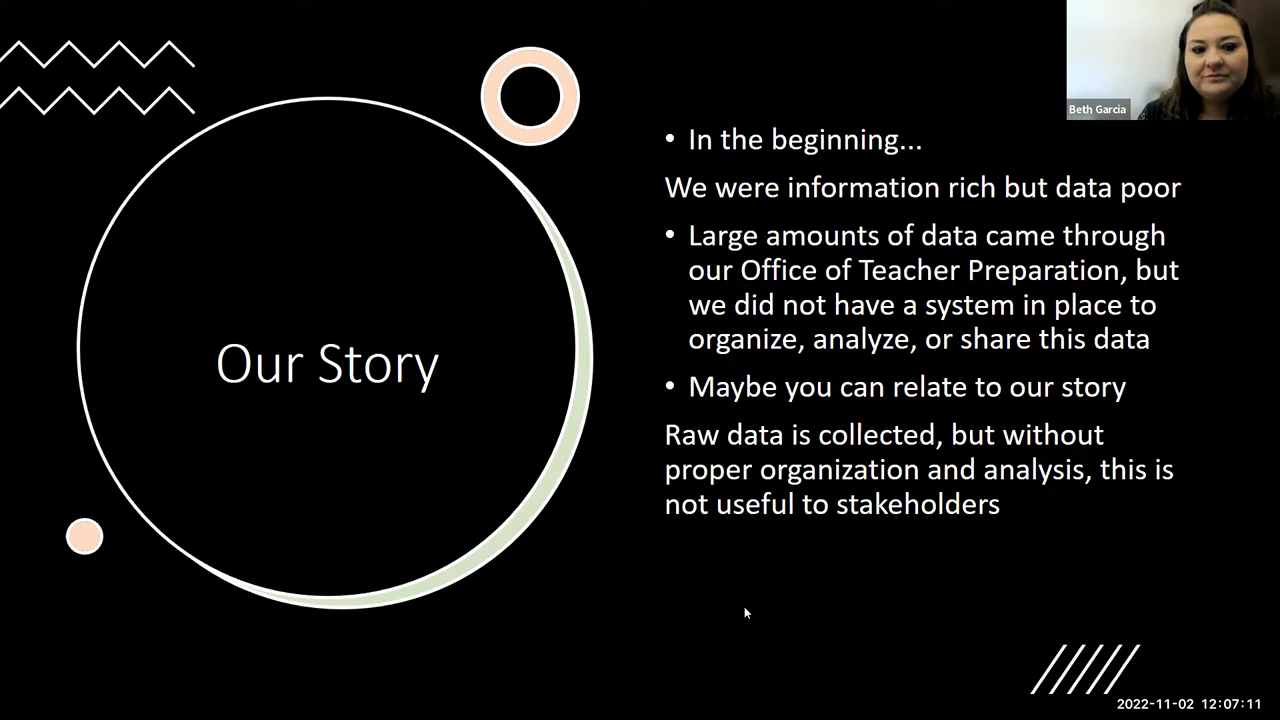 Beth Garcia
Our Story
• In the beginning...
We were information rich but data poor
• Large amounts of data came through
our Office of Teacher Preparation, but
we did not have a system in place to
organize, analyze, or share this data
• Maybe you can relate to our story
Raw data is collected, but without
proper organization and analysis, this is
not useful to stakeholders
2022-11-02 12:07:11